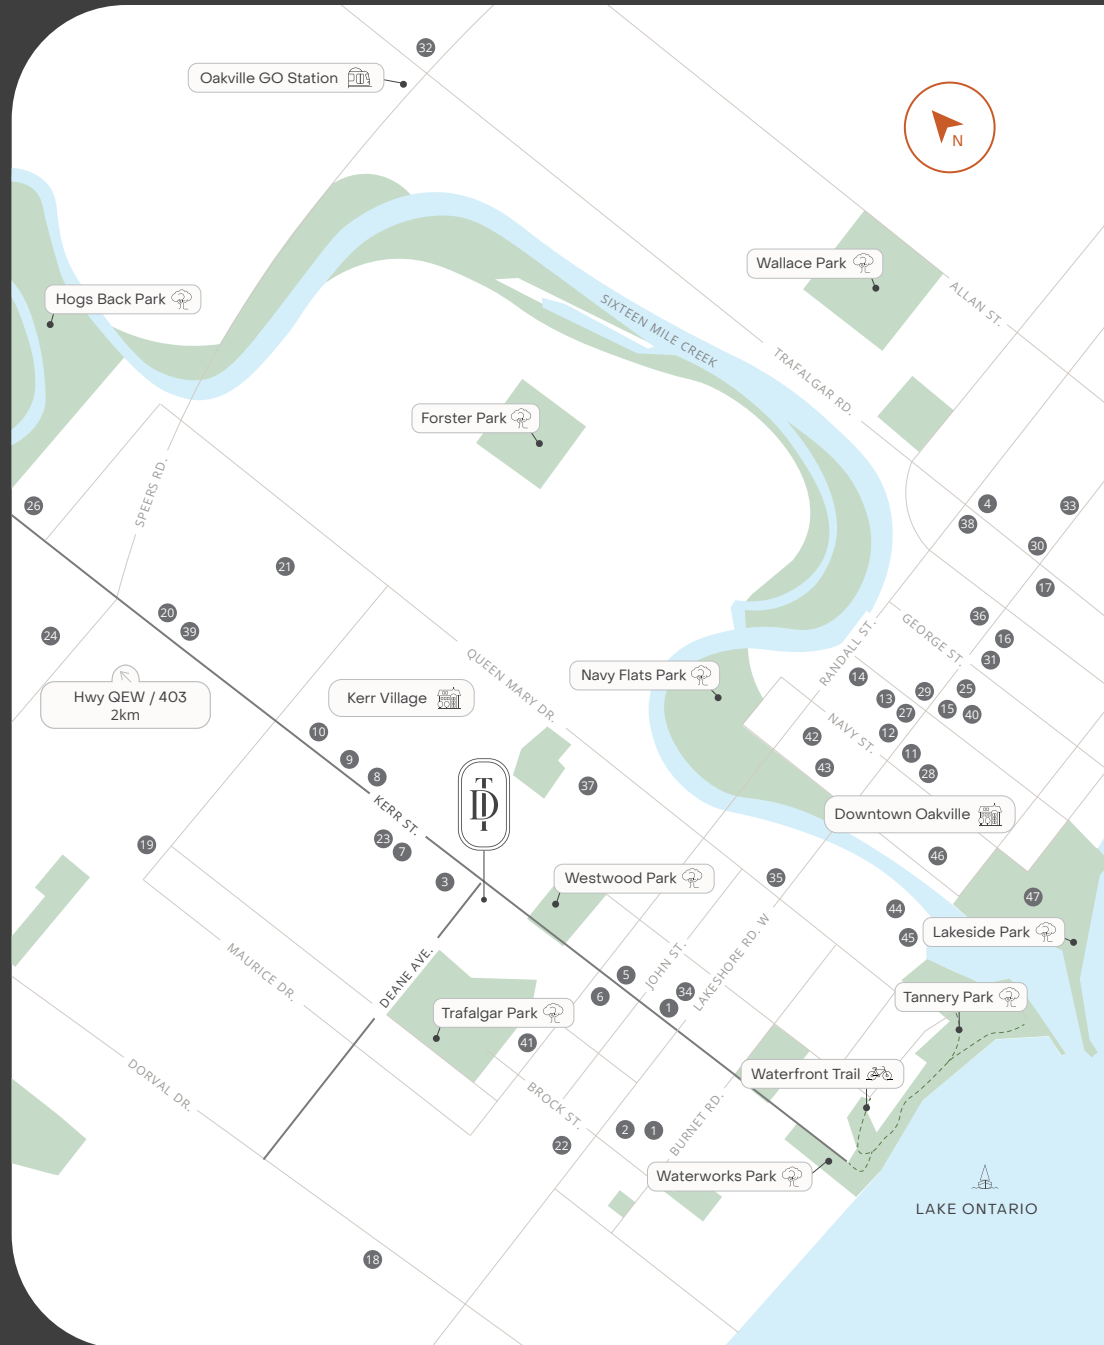 32
Oakville GO Station
N
Wallace Park
ALLAN ST.
Hogs Back Park
SIXTEEN MILE CREEK
TRAFALGAR RD.
Forster Park
SPEERS RD.
26
4
33
38
30
21
17
20
39
24
36
16
GEORGE ST.
31
RANDALL ST.
QUEEN MARY DR.
Navy Flats Park
14
Hwy QEW / 403
2km
Kerr Village
29
25
13
27
15
40
NAVY ST.
10
12
42
11
9
43
28
8
37
TD
KERR ST.
Downtown Oakville
23
7
19
46
3
Westwood Park
35
47
44
Lakeside Park
45
LAKESHORE RD. W
JOHN ST.
MAURICE DR.
DEANE AVE.
5
6
34
1
Tannery Park
Trafalgar Park
41
Waterfront Trail
DORVAL DR.
BROCK ST.
BURNET RD.
2
1
22
Waterworks Park
LAKE ONTARIO
18